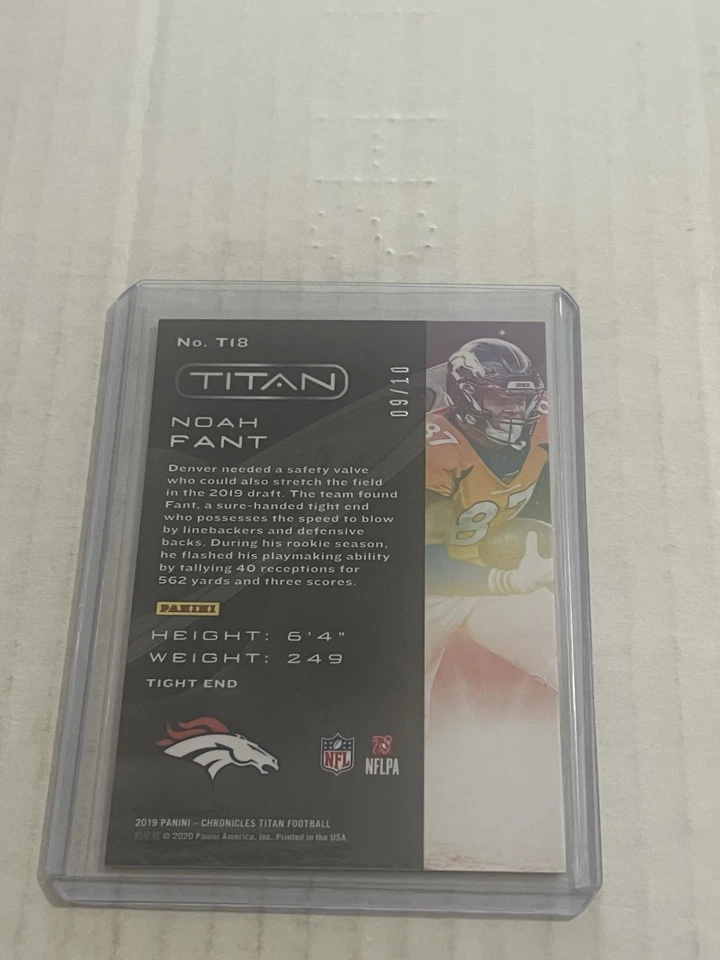 No. T18
TITAN
09/10
NOAH
FANT
Denver needed a safety valve
who could also stretch the field
in the 2019 draft. The team found
Fant, a sure-handed tight end
who possesses the speed to blow
by linebackers and defensive
backs. During his rookie season,
he flashed his playmaking ability
by tallying 40 receptions for
562 yards and three scores.
PANINI
HEIGHT: 6'4"
WEIGHT: 249
TIGHT END
NFL
NFLPA
2019 PANINI – CHRONICLES TITAN FOOTBALL
© 2020 Panini America, Inc. Printed in the USA.
87
87